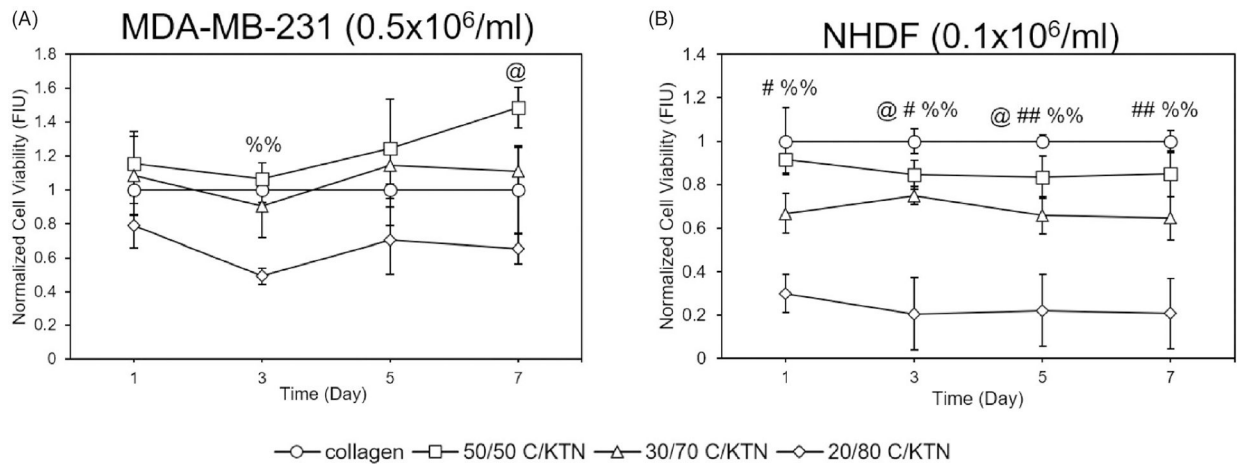 (A)
MDA-MB-231 (0.5x10⁶/ml)
Normalized Cell Viability (FIU)
1.8
1.6
1.4
1.2
1
0.8
0.6
0.4
0.2
0
%%
@
1 3 5 7
Time (Day)
(B)
NHDF (0.1x10⁶/ml)
Normalized Cell Viability (FIU)
1.4
1.2
1
0.8
0.6
0.4
0.2
0
# %%
@ # %%
@ ## %%
## %%
1 3 5 7
Time (Day)
collagen 50/50 C/KTN 30/70 C/KTN 20/80 C/KTN